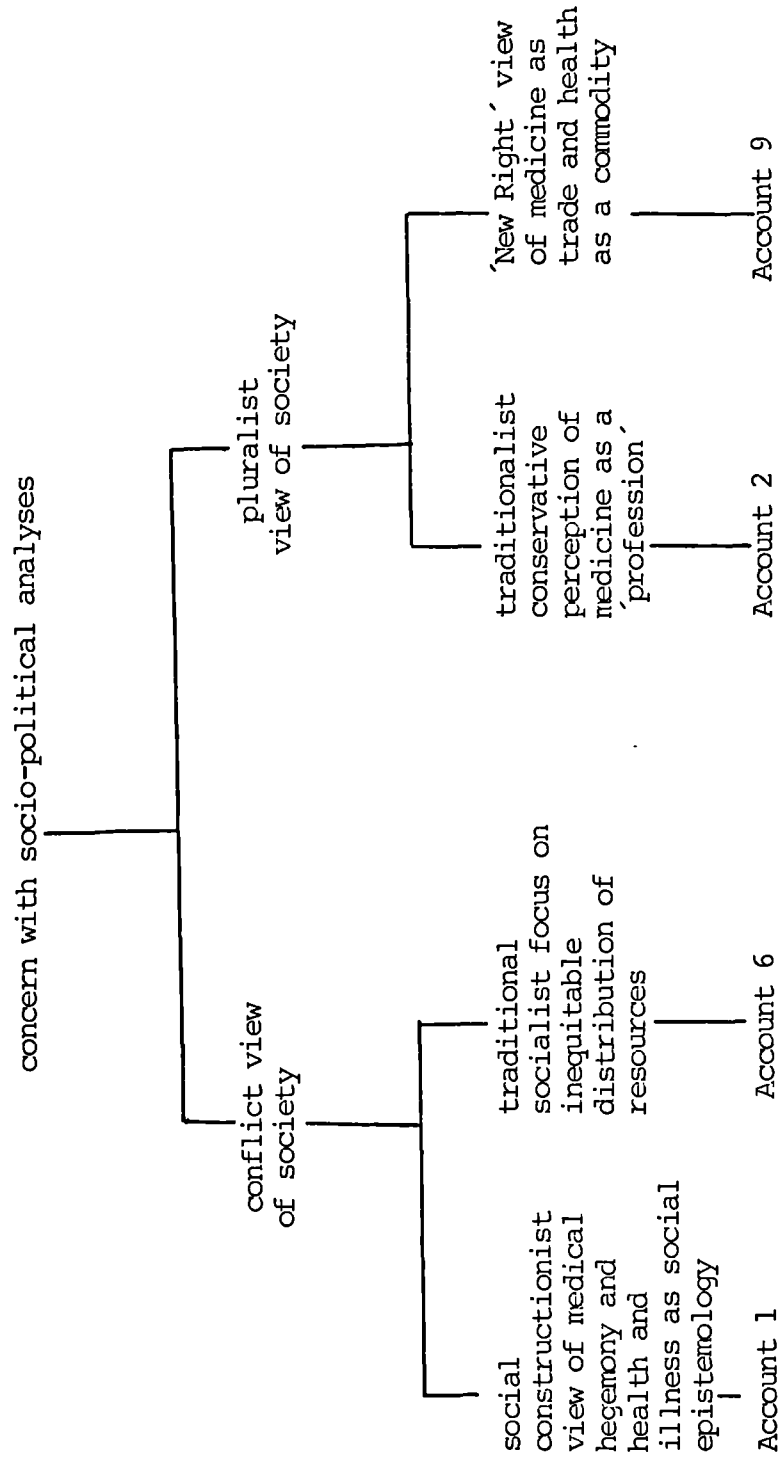 concern with socio-political analyses
conflict view
of society
pluralist
view of society
social
constructionist
view of medical
hegemony and
health and
illness as social
epistemology
traditional
socialist focus on
inequitable
distribution of
resources
traditionalist
conservative
perception of
medicine as a
´profession´
´New Right´ view
of medicine as
trade and health
as a commodity
Account 1
Account 6
Account 2
Account 9